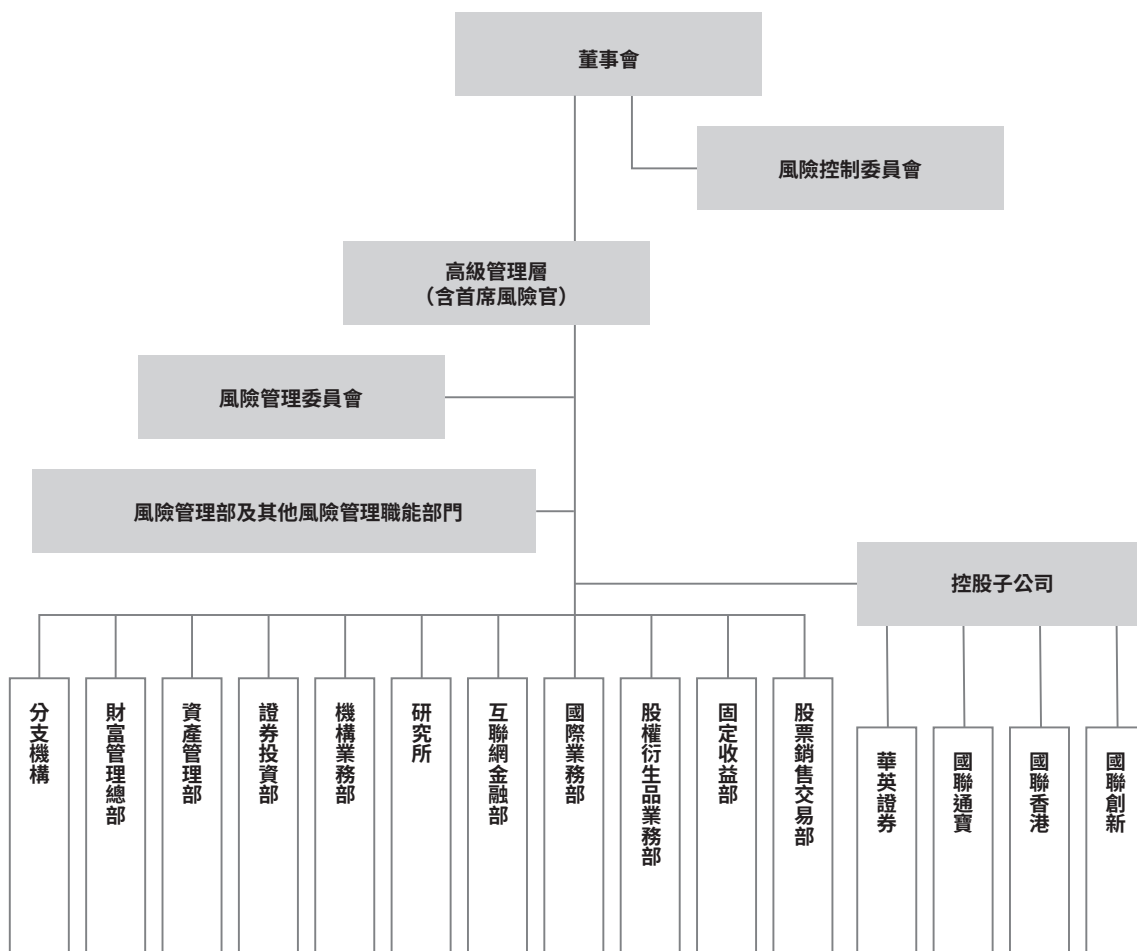 董事會
風險控制委員會
高級管理層
（含首席風險官）
風險管理委員會
風險管理部及其他風險管理職能部門
控股子公司
分支機構
財富管理總部
資產管理部
證券投資部
機構業務部
研究所
互聯網金融部
國際業務部
股權衍生品業務部
固定收益部
股票銷售交易部
華英證券
國聯通寶
國聯香港
國聯創新